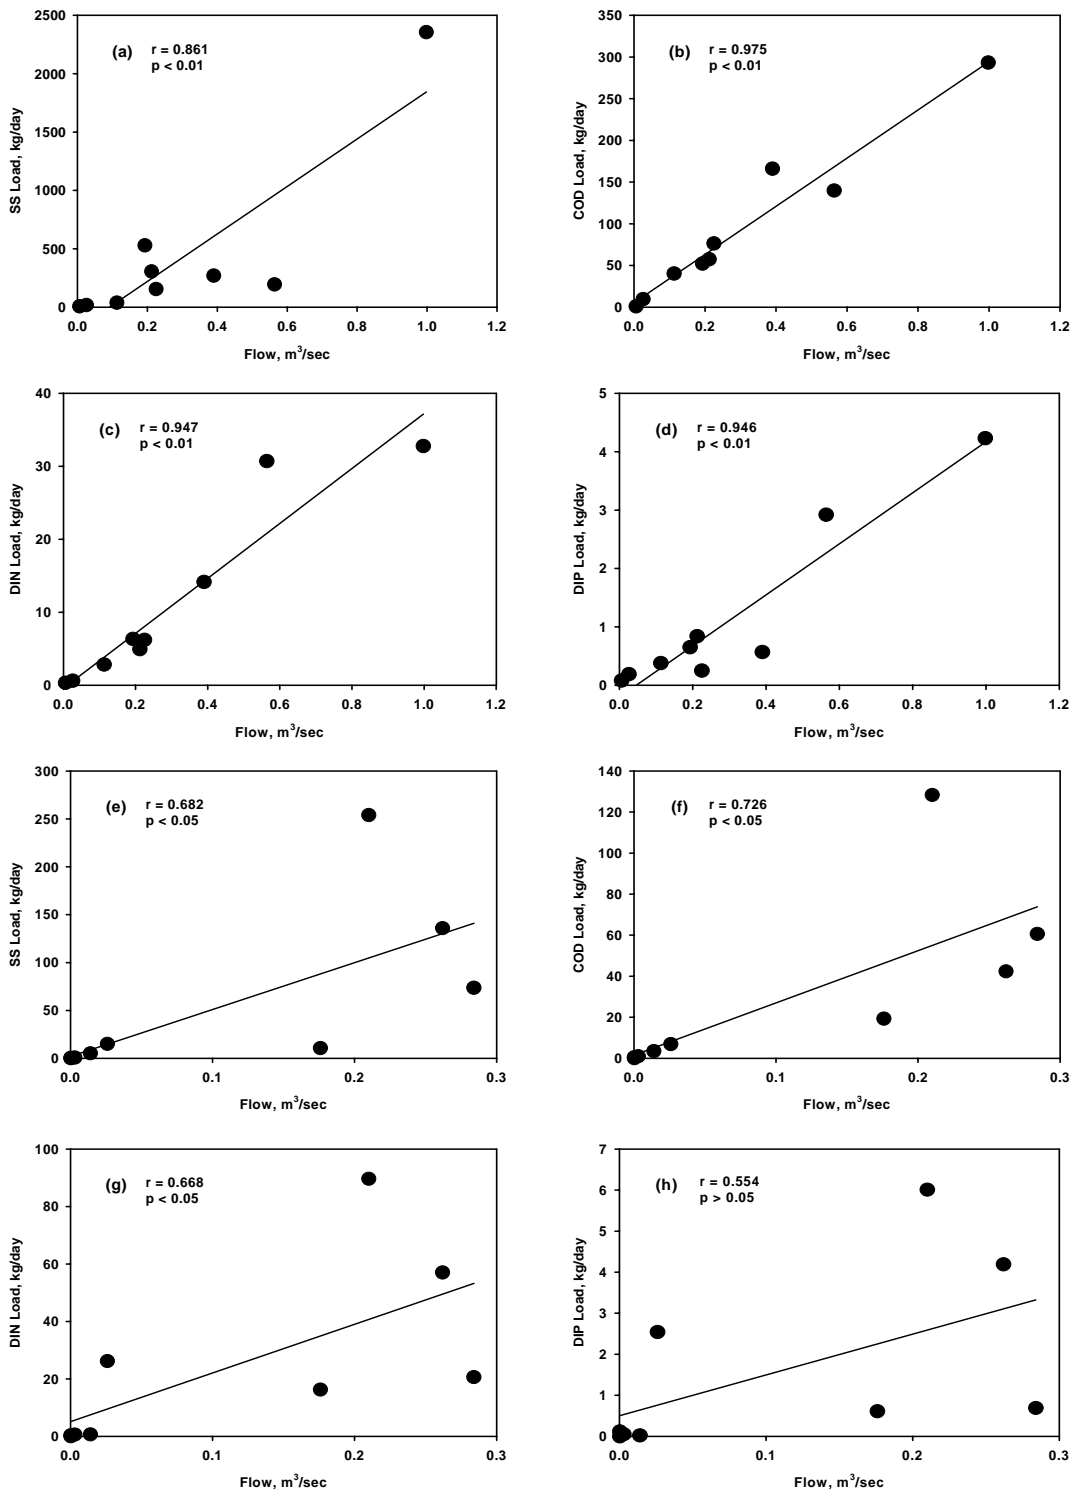 (a)
r = 0.861
p < 0.01
SS Load, kg/day
2500
2000
1500
1000
500
0
0.0 0.2 0.4 0.6 0.8 1.0 1.2
Flow, m³/sec
(b)
r = 0.975
p < 0.01
COD Load, kg/day
350
300
250
200
150
100
50
0
0.0 0.2 0.4 0.6 0.8 1.0 1.2
Flow, m³/sec
(c)
r = 0.947
p < 0.01
DIN Load, kg/day
40
30
20
10
0
0.0 0.2 0.4 0.6 0.8 1.0 1.2
Flow, m³/sec
(d)
r = 0.946
p < 0.01
DIP Load, kg/day
5
4
3
2
1
0
0.0 0.2 0.4 0.6 0.8 1.0 1.2
Flow, m³/sec
(e)
r = 0.682
p < 0.05
SS Load, kg/day
300
250
200
150
100
50
0
0.0 0.1 0.2 0.3
Flow, m³/sec
(f)
r = 0.726
p < 0.05
COD Load, kg/day
140
120
100
80
60
40
20
0
0.0 0.1 0.2 0.3
Flow, m³/sec
(g)
r = 0.668
p < 0.05
DIN Load, kg/day
100
80
60
40
20
0
0.0 0.1 0.2 0.3
Flow, m³/sec
(h)
r = 0.554
p > 0.05
DIP Load, kg/day
7
6
5
4
3
2
1
0
0.0 0.1 0.2 0.3
Flow, m³/sec